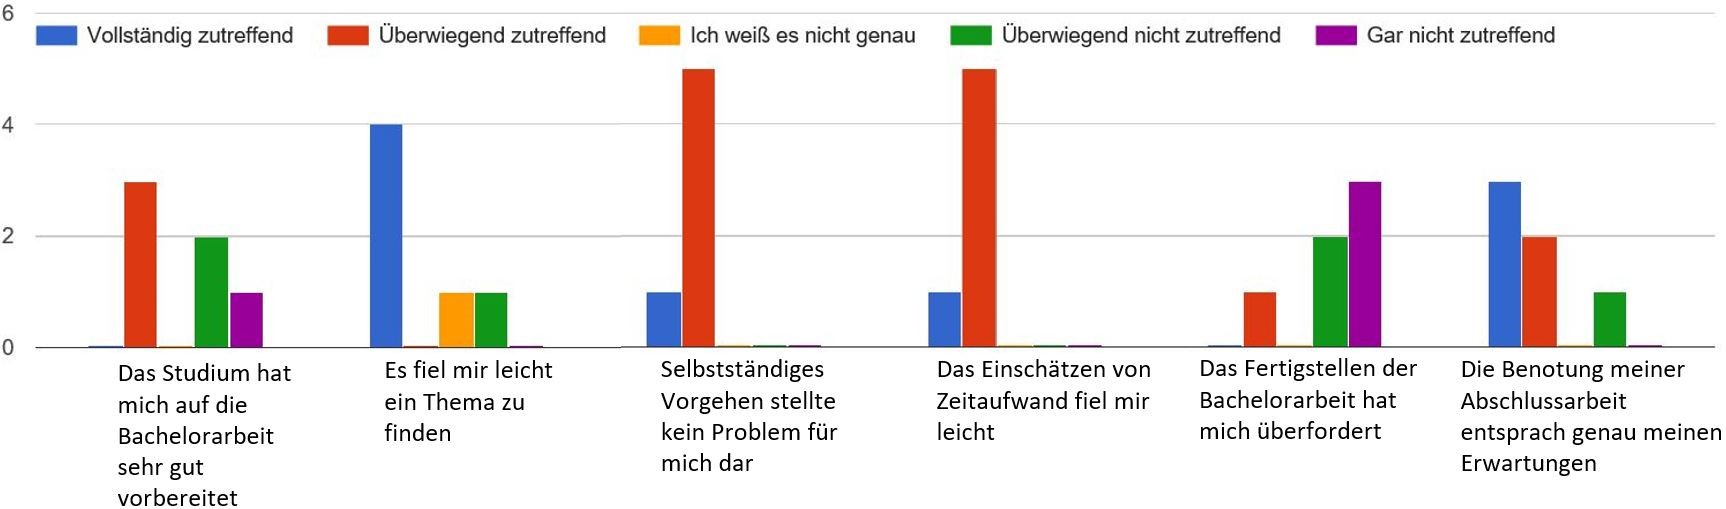 6
Vollständig zutreffend
Überwiegend zutreffend
Ich weiß es nicht genau
Überwiegend nicht zutreffend
Gar nicht zutreffend
4
2
0
Das Studium hat
mich auf die
Bachelorarbeit
sehr gut
vorbereitet
Es fiel mir leicht
ein Thema zu
finden
Selbstständiges
Vorgehen stellte
kein Problem für
mich dar
Das Einschätzen von
Zeitaufwand fiel mir
leicht
Das Fertigstellen der
Bachelorarbeit hat
mich überfordert
Die Benotung meiner
Abschlussarbeit
entsprach genau meinen
Erwartungen